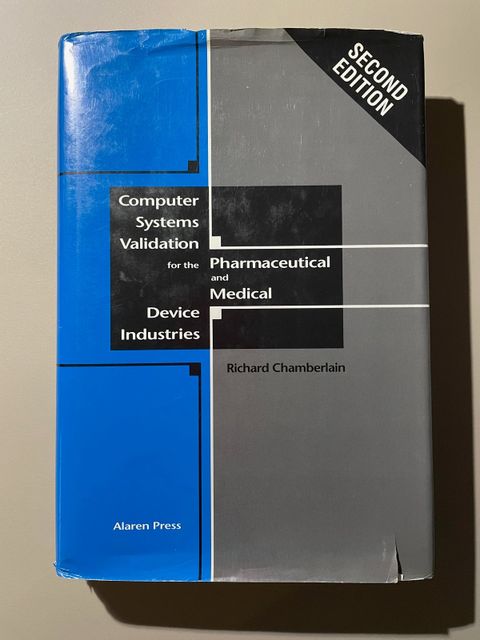 SECOND
EDITION
Computer
Systems
Validation
for the Pharmaceutical
and
Medical
Device
Industries
Richard Chamberlain
Alaren Press